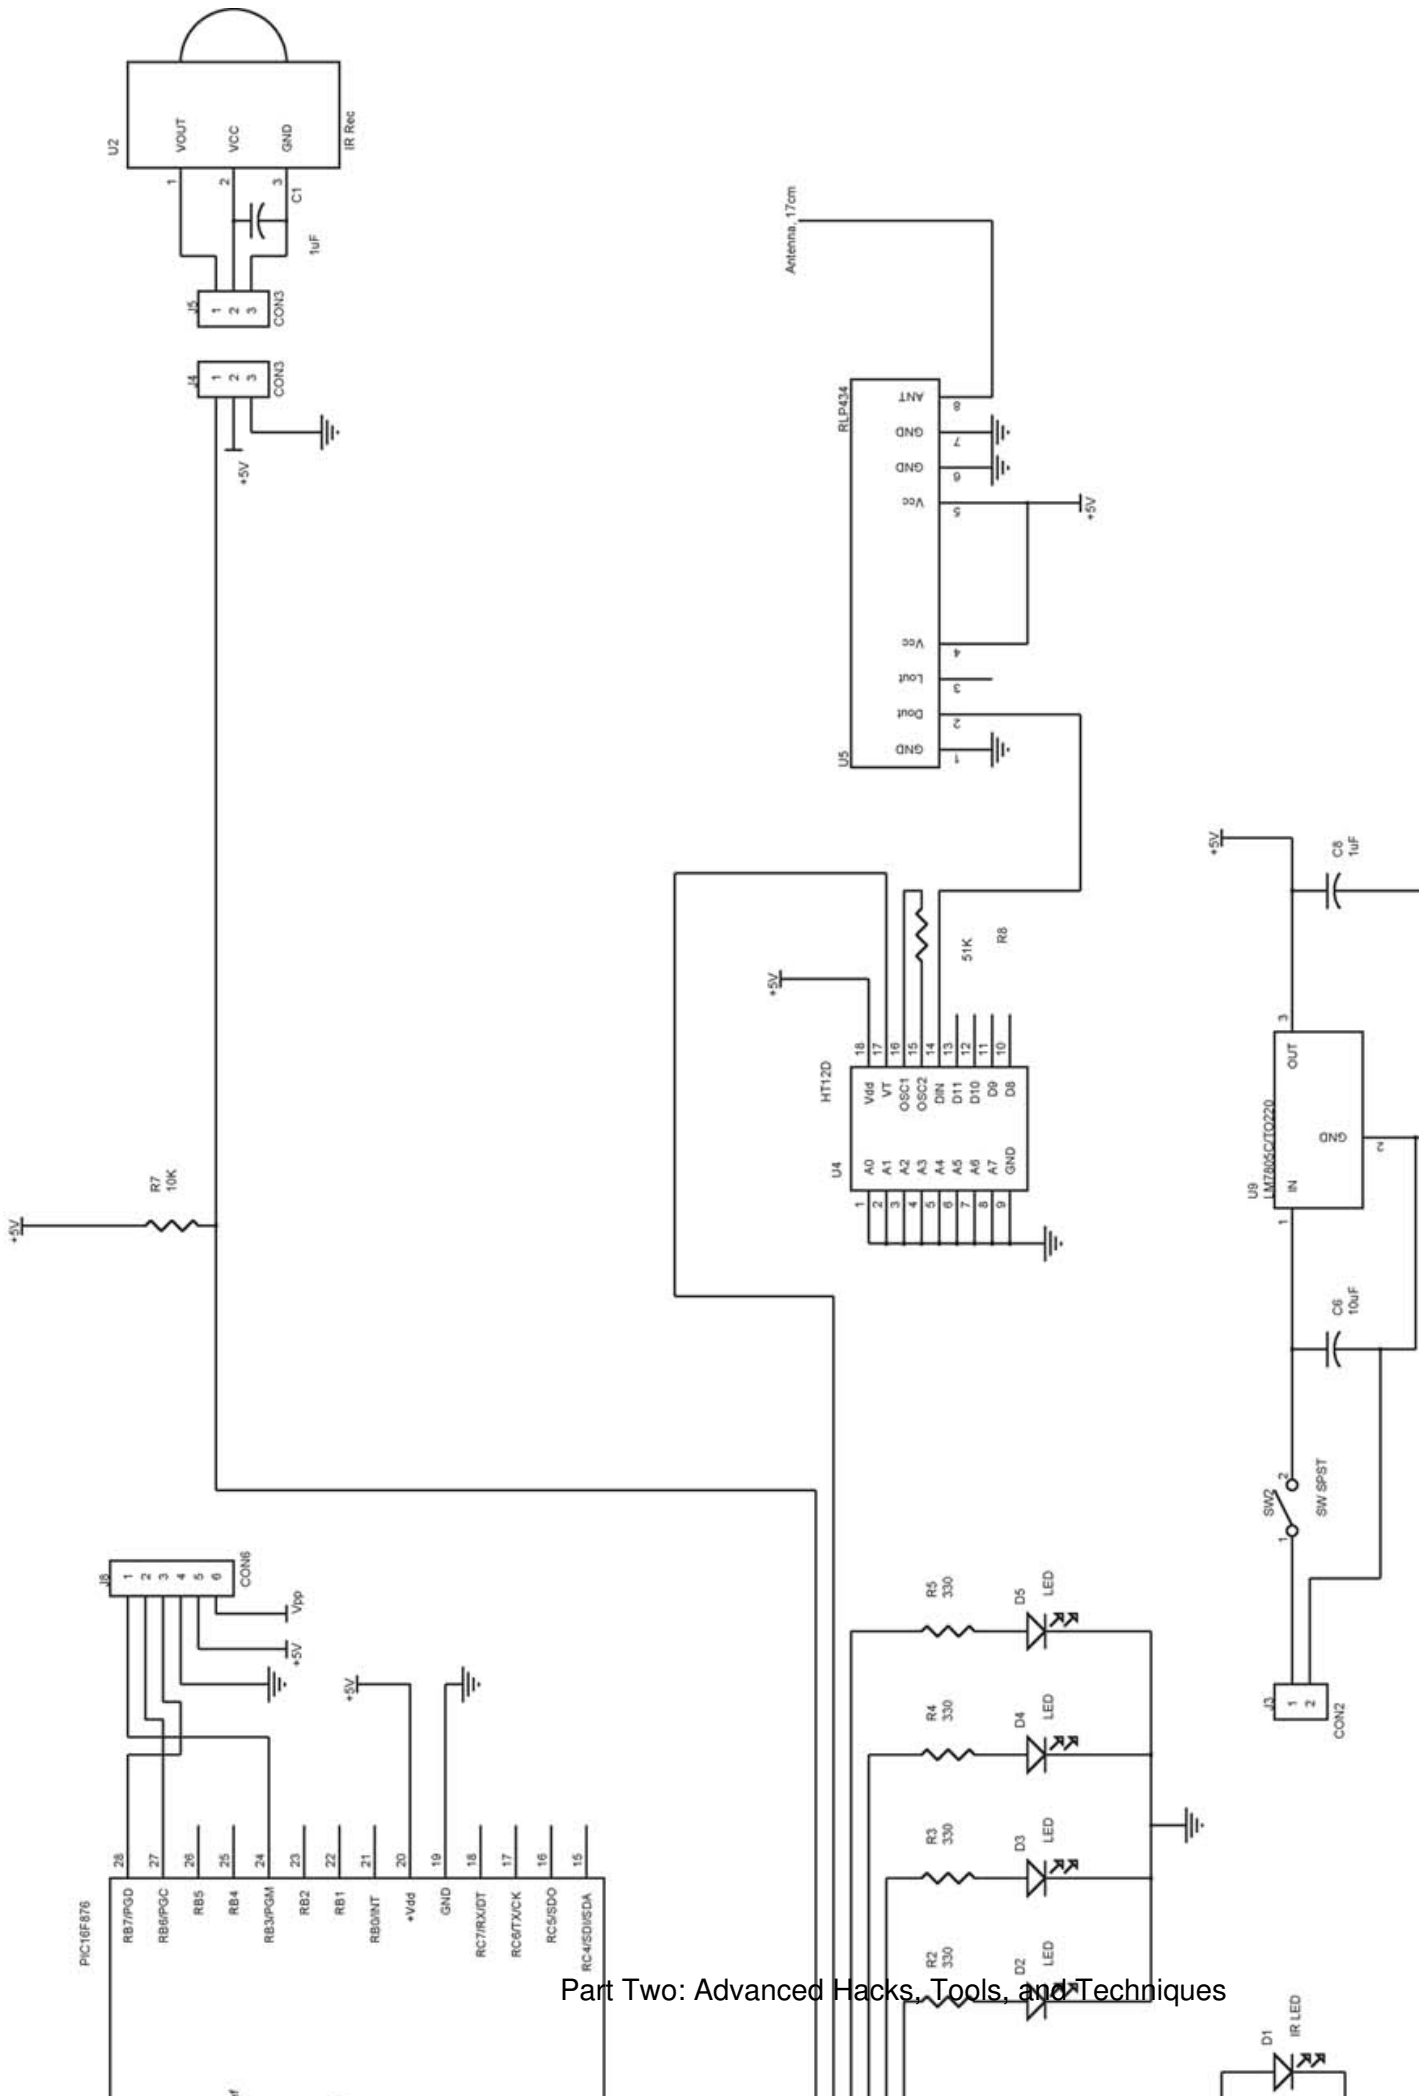 U2
VOUT
VCC
GND
IR Rec
1
2
3
C1
1uF
J5
1
2
3
CON3
J4
1
2
3
CON3
+5V
Antenna, 17cm
RLP434
ANT
GND
GND
Vcc
Vcc
Lout
Dout
GND
8
7
6
5
4
3
2
1
U5
+5V
+5V
R7
10K
+5V
HT12D
U4
Vdd
VT
OSC1
OSC2
DIN
D11
D10
D9
D8
18
17
16
15
14
13
12
11
10
A0
A1
A2
A3
A4
A5
A6
A7
GND
1
2
3
4
5
6
7
8
9
51K
R8
+5V
C8
1uF
3
OUT
GND
IN
2
1
U9
LM7805C/TO220
C6
10uF
SW2
2
1
SW SPST
J3
1
2
CON2
J8
1
2
3
4
5
6
CON6
Vpp
+5V
+5V
PIC16F876
28
27
26
25
24
23
22
21
20
19
18
17
16
15
RB7/PGD
RB6/PGC
RB5
RB4
RB3/PGM
RB2
RB1
RB0/INT
+Vdd
GND
RC7/RX/DT
RC6/TX/CK
RC5/SDO
RC4/SDI/SDA
R5
330
D5
LED
R4
330
D4
LED
R3
330
D3
LED
R2
330
D2
LED
Part Two: Advanced Hacks, Tools, and Techniques
D1
IR LED